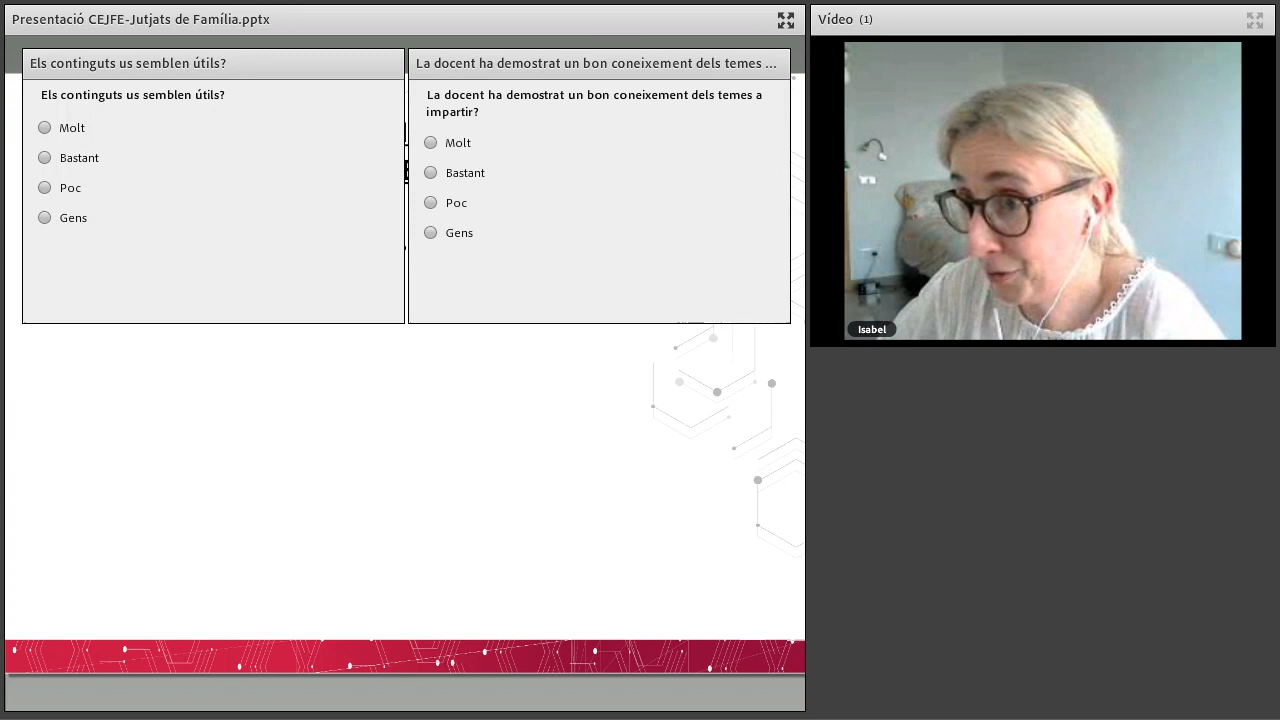 Presentació CEJFE-Jutjats de Família.pptx
Vídeo (1)
Els continguts us semblen útils?
Els continguts us semblen útils?
Molt
Bastant
Poc
Gens
La docent ha demostrat un bon coneixement dels temes ...
La docent ha demostrat un bon coneixement dels temes a
impartir?
Molt
Bastant
Poc
Gens
Isabel